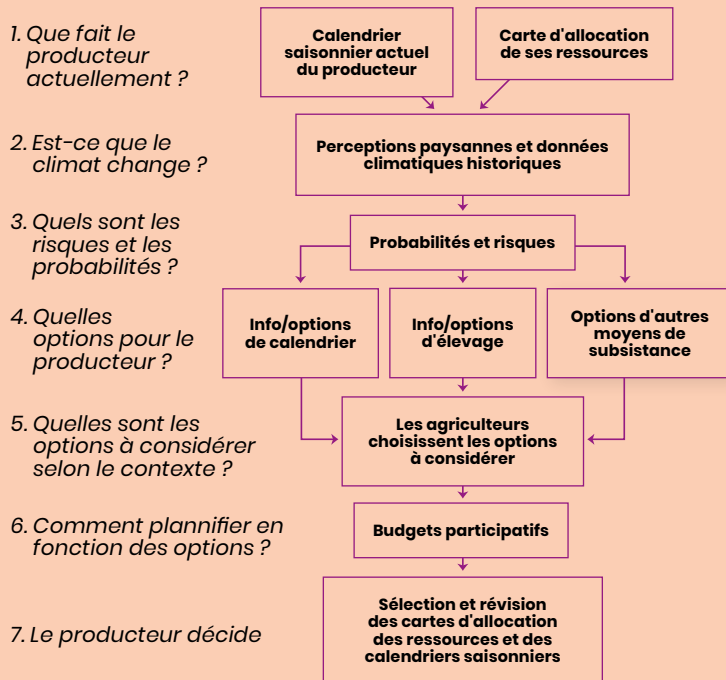 1. Que fait le
producteur
actuellement ?
Calendrier
saisonnier actuel
du producteur
Carte d'allocation
de ses ressources
2. Est-ce que le
climat change ?
Perceptions paysannes et données
climatiques historiques
3. Quels sont les
risques et les
probabilités ?
Probabilités et risques
4. Quelles
options pour le
producteur ?
Info/options
de calendrier
Info/options
d'élevage
Options d'autres
moyens de
subsistance
5. Quelles sont les
options à considérer
selon le contexte ?
Les agriculteurs
choisissent les options
à considérer
6. Comment plannifier en
fonction des options ?
Budgets participatifs
7. Le producteur décide
Sélection et révision
des cartes d'allocation
des ressources et des
calendriers saisonniers